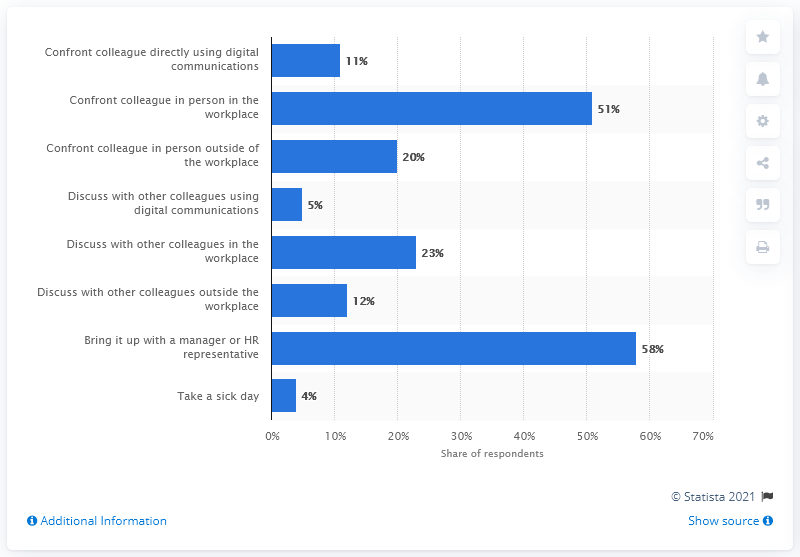 Confront colleague directly using digital
communications
11%
Confront colleague in person in the
workplace
51%
Confront colleague in person outside of
the workplace
20%
Discuss with other colleagues using
digital communications
5%
Discuss with other colleagues in the
workplace
23%
Discuss with other colleagues outside the
workplace
12%
Bring it up with a manager or HR
representative
58%
Take a sick day
4%
0% 10% 20% 30% 40% 50% 60% 70%
Share of respondents
© Statista 2021
Additional Information
Show source